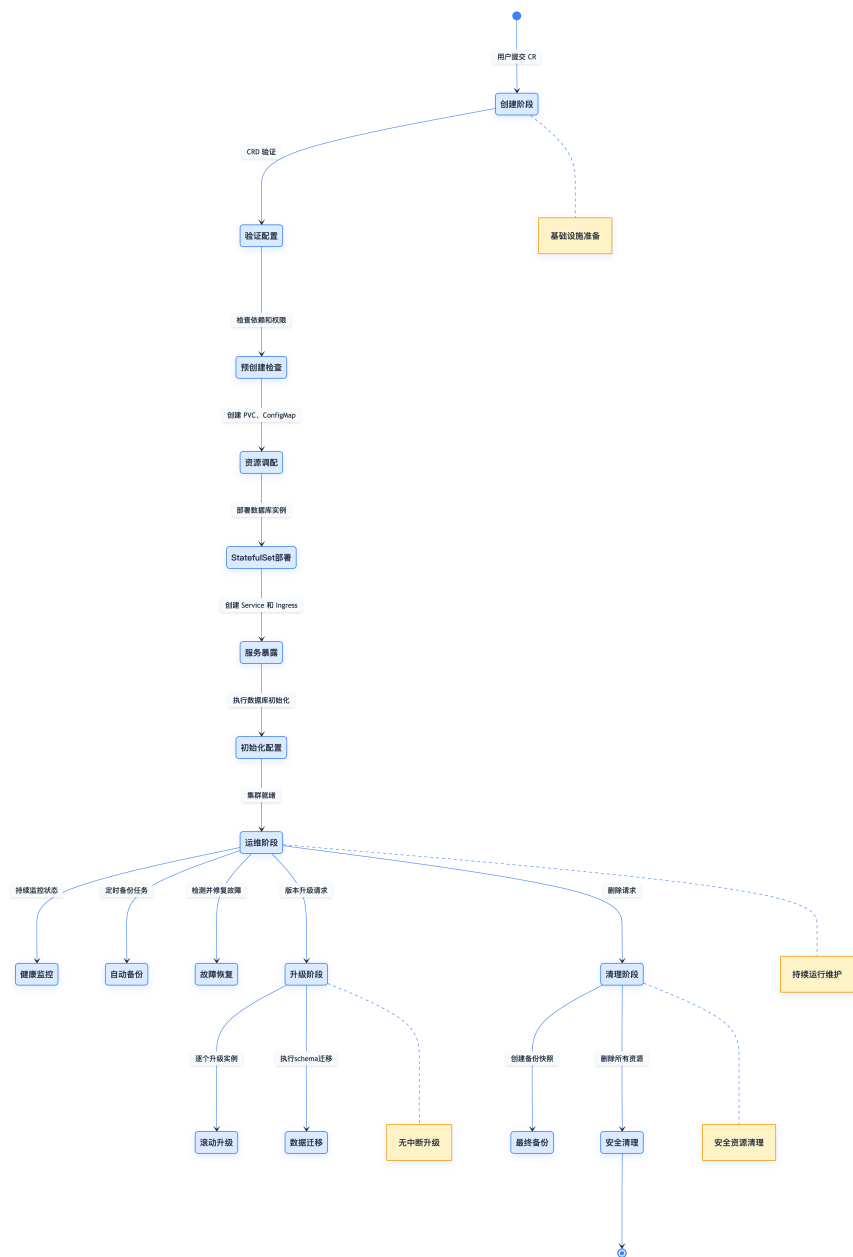 用户提交 CR
创建阶段
CRD 验证
验证配置
基础设施准备
检查依赖和权限
预创建检查
创建 PVC、ConfigMap
资源调配
部署数据库实例
StatefulSet部署
创建 Service 和 Ingress
服务暴露
执行数据库初始化
初始化配置
集群就绪
运维阶段
持续监控状态
定时备份任务
检测并修复故障
版本升级请求
删除请求
健康监控
自动备份
故障恢复
升级阶段
清理阶段
持续运行维护
逐个升级实例
执行schema迁移
创建备份快照
删除所有资源
滚动升级
数据迁移
无中断升级
最终备份
安全清理
安全资源清理